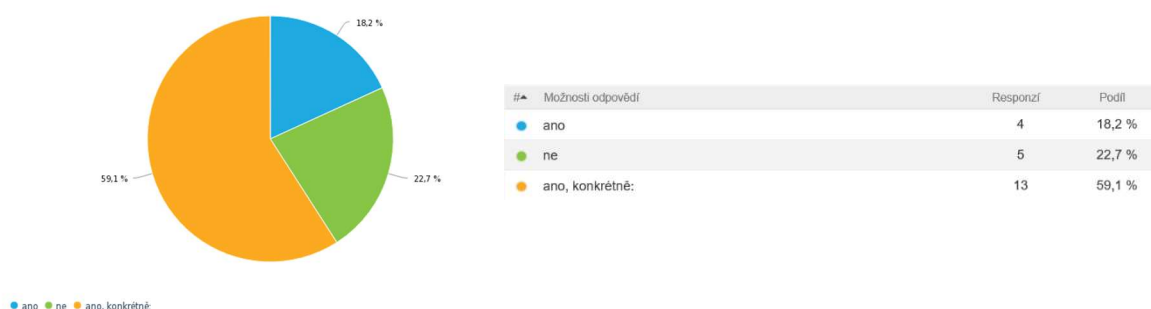 18,2 %
59,1 %
22,7 %
ano ne ano, konkrétně:
# Možnosti odpovědí Responzí Podíl
ano 4 18,2 %
ne 5 22,7 %
ano, konkrétně: 13 59,1 %